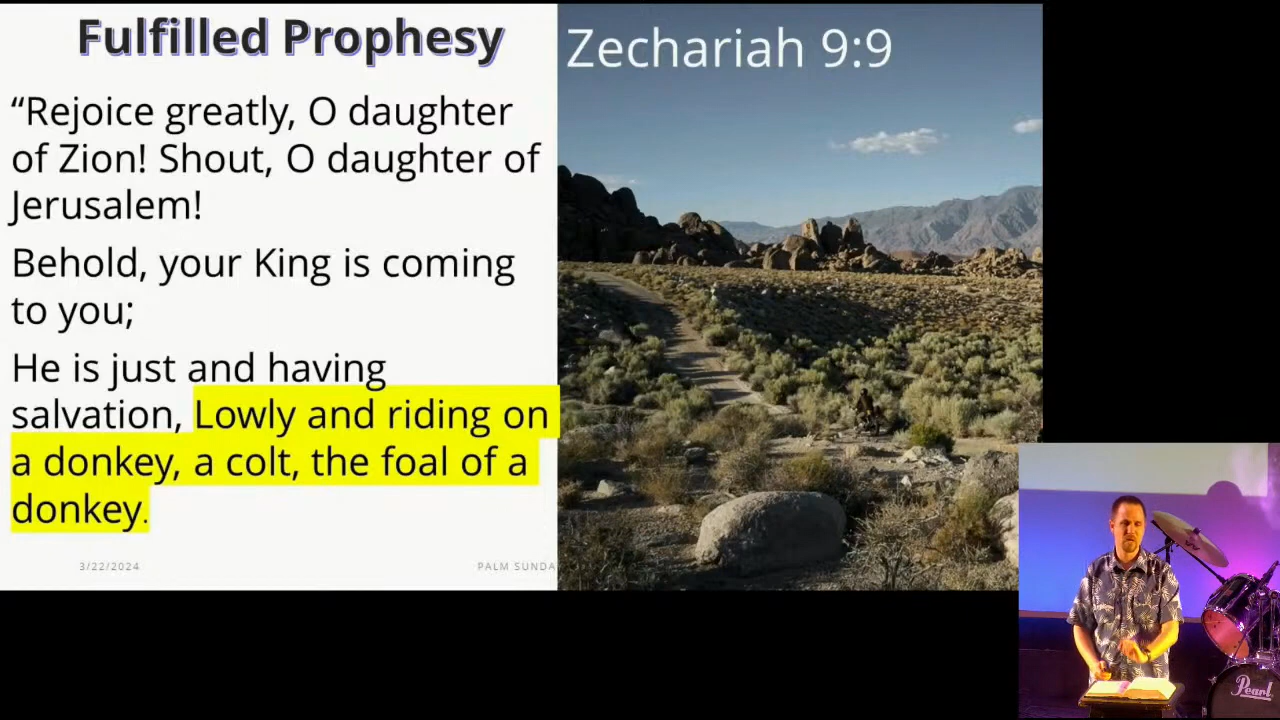 Fulfilled Prophesy
Zechariah 9:9
“Rejoice greatly, O daughter
of Zion! Shout, O daughter of
Jerusalem!
Behold, your King is coming
to you;
He is just and having
salvation, Lowly and riding on
a donkey, a colt, the foal of a
donkey.
3/22/2024
PALM SUNDA
Pearl